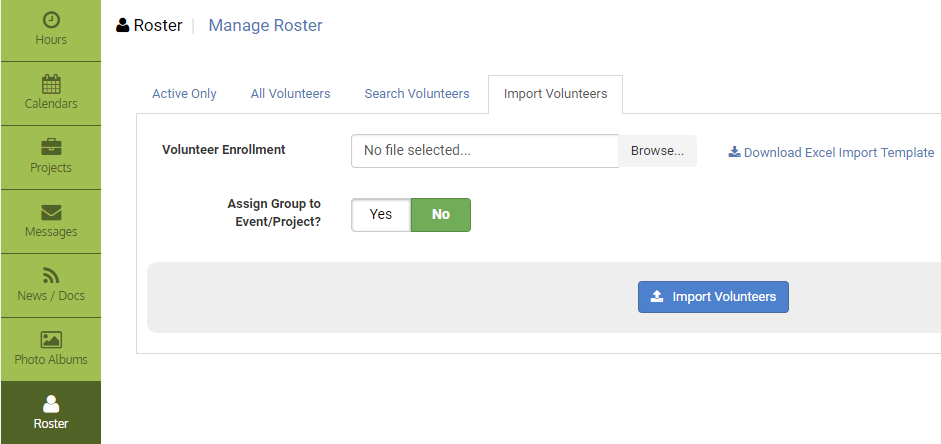 Hours
Calendars
Projects
Messages
News / Docs
Photo Albums
Roster
Roster | Manage Roster
Active Only All Volunteers Search Volunteers Import Volunteers
Volunteer Enrollment No file selected... Browse... Download Excel Import Template
Assign Group to
Event/Project? Yes No
Import Volunteers